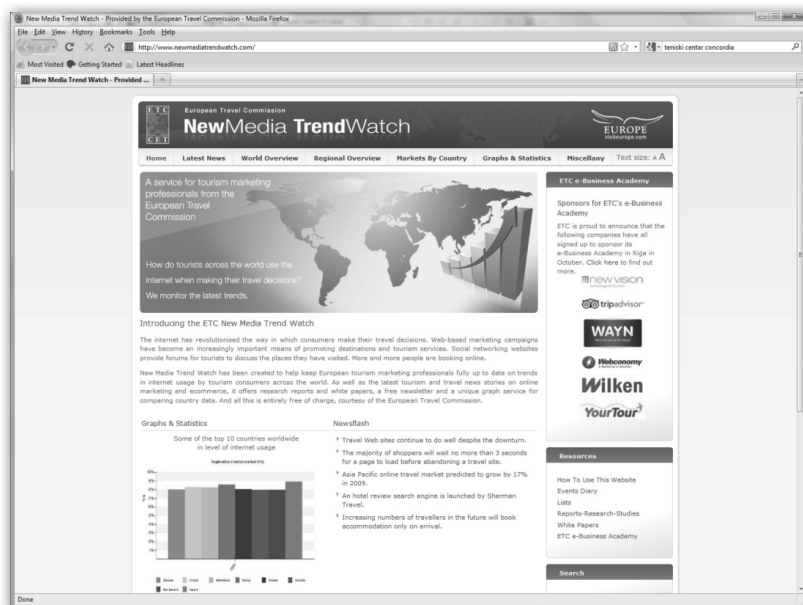 New Media Trend Watch - Provided by the European Travel Commission - Mozilla Firefox
File Edit View History Bookmarks Tools Help
http://www.newmediatrendwatch.com/
teniski centar concordia
Most Visited Getting Started Latest Headlines
New Media Trend Watch - Provided ...
ETC
CET
European Travel Commission
NewMedia TrendWatch
EUROPE
visiteurope.com
Home Latest News World Overview Regional Overview Markets By Country Graphs & Statistics Miscellany Text size: A A
A service for tourism marketing
professionals from the
European Travel
Commission
How do tourists across the world use the
internet when making their travel decisions?
We monitor the latest trends.
Introducing the ETC New Media Trend Watch
The internet has revolutionised the way in which consumers make their travel decisions. Web-based marketing campaigns
have become an increasingly important means of promoting destinations and tourism services. Social networking websites
provide forums for tourists to discuss the places they have visited. More and more people are booking online.
New Media Trend Watch has been created to help keep European tourism marketing professionals fully up to date on trends
in internet usage by tourism consumers across the world. As well as the latest tourism and travel news stories on online
marketing and ecommerce, it offers research reports and white papers, a free newsletter and a unique graph service for
comparing country data. And all this is entirely free of charge, courtesy of the European Travel Commission.
Graphs & Statistics
Some of the top 10 countries worldwide
in level of internet usage
Newsflash
Travel Web sites continue to do well despite the downturn.
The majority of shoppers will wait no more than 3 seconds
for a page to load before abandoning a travel site.
Asia Pacific online travel market predicted to grow by 17%
in 2009.
An hotel review search engine is launched by Sherman
Travel.
Increasing numbers of travellers in the future will book
accommodation only on arrival.
ETC e-Business Academy
Sponsors for ETC's e-Business
Academy
ETC is proud to announce that the
following companies have all
signed up to sponsor its
e-Business Academy in Riga in
October. Click here to find out
more.
new vision
tripadvisor
WAYN
Webconomy
Wilken
YourTour
Resources
How To Use This Website
Events Diary
Lists
Reports-Research-Studies
White Papers
ETC e-Business Academy
Search
Done